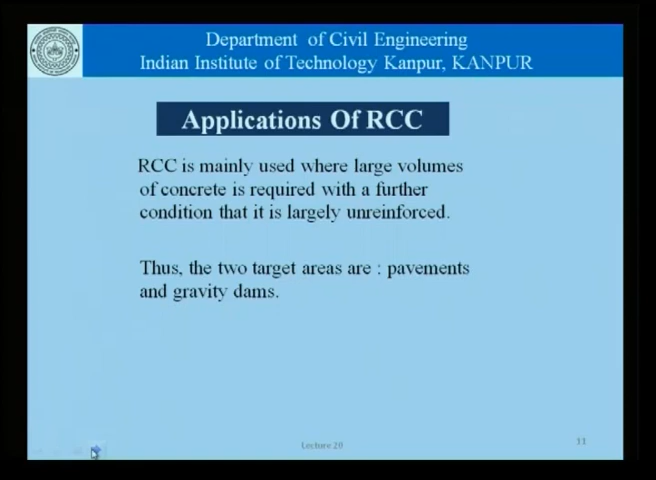 Department of Civil Engineering
Indian Institute of Technology Kanpur, KANPUR
Applications Of RCC
RCC is mainly used where large volumes
of concrete is required with a further
condition that it is largely unreinforced.
Thus, the two target areas are : pavements
and gravity dams.
Lecture 20
11